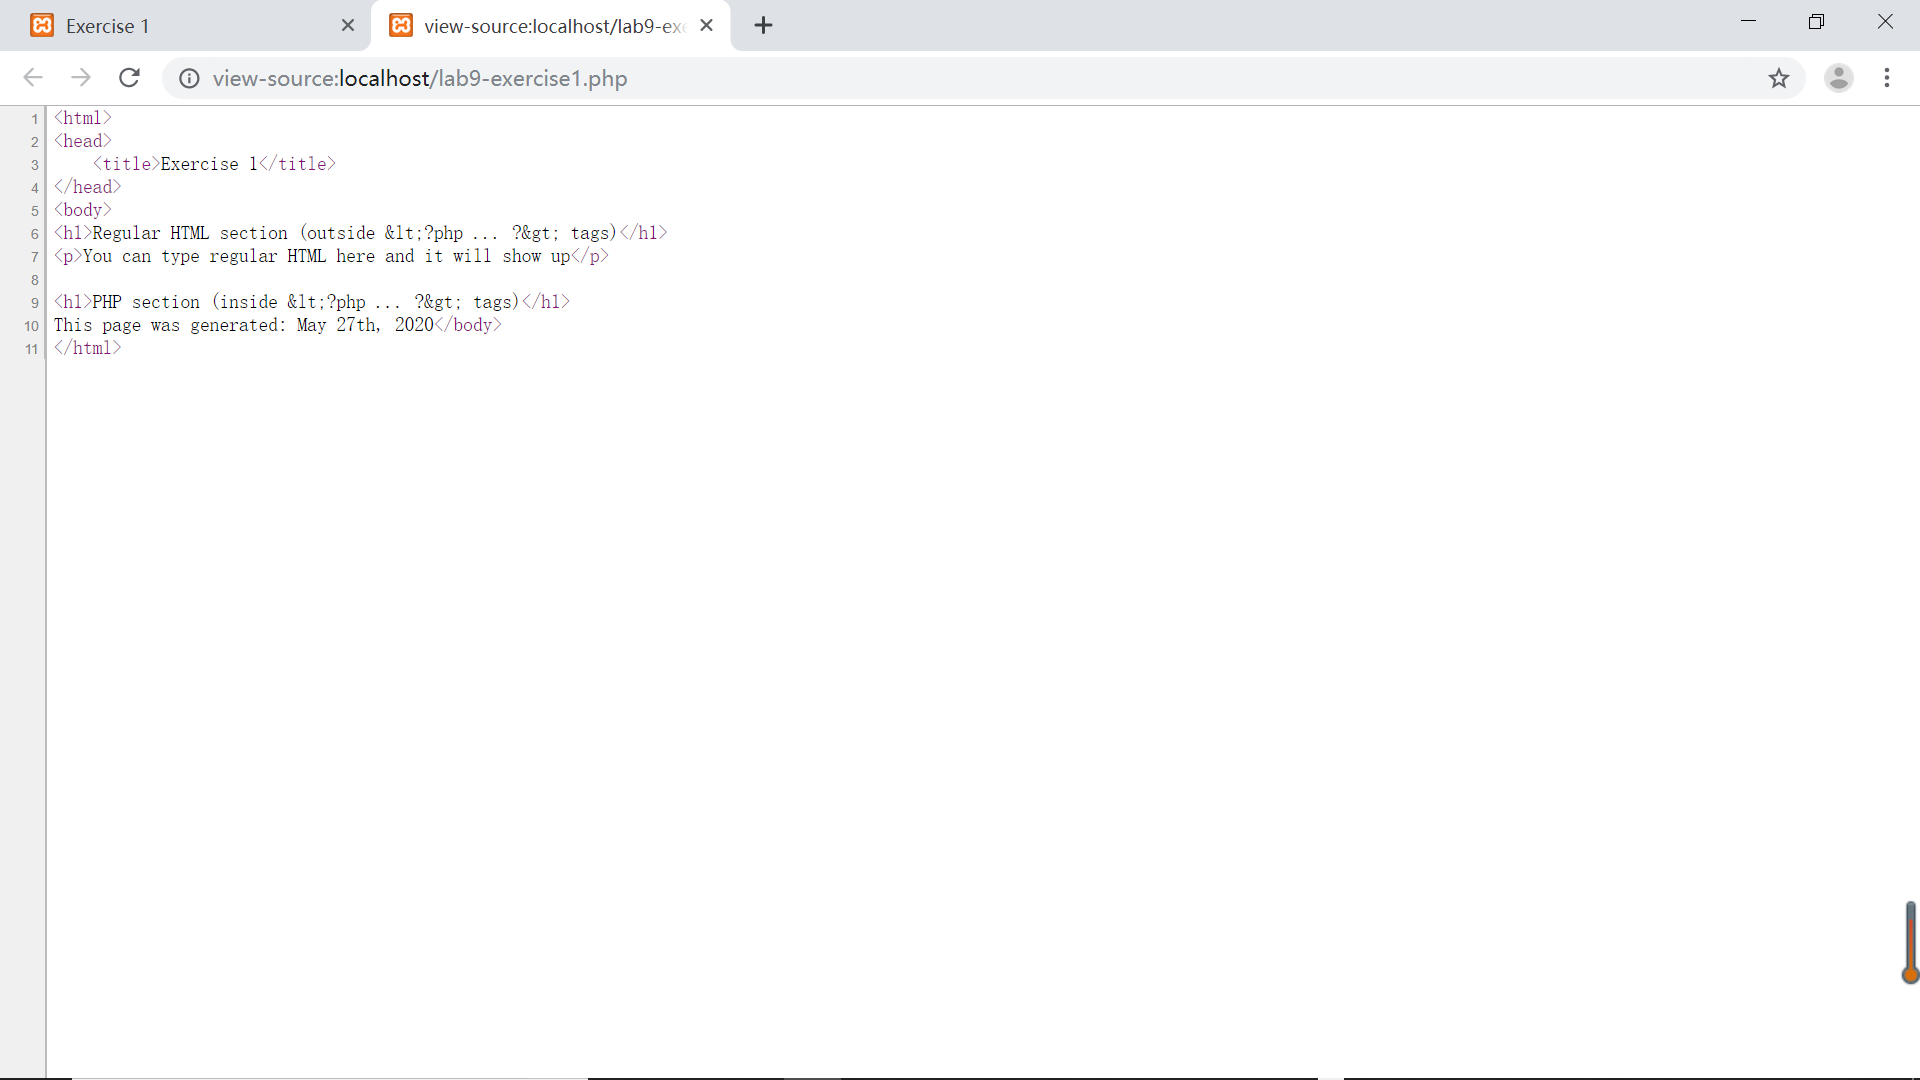 Exercise 1
view-source:localhost/lab9-exe
view-source:localhost/lab9-exercise1.php
1 <html>
2 <head>
3     <title>Exercise 1</title>
4 </head>
5 <body>
6 <h1>Regular HTML section (outside &lt;?php ... ?&gt; tags)</h1>
7 <p>You can type regular HTML here and it will show up</p>
8
9 <h1>PHP section (inside &lt;?php ... ?&gt; tags)</h1>
10 This page was generated: May 27th, 2020</body>
11 </html>